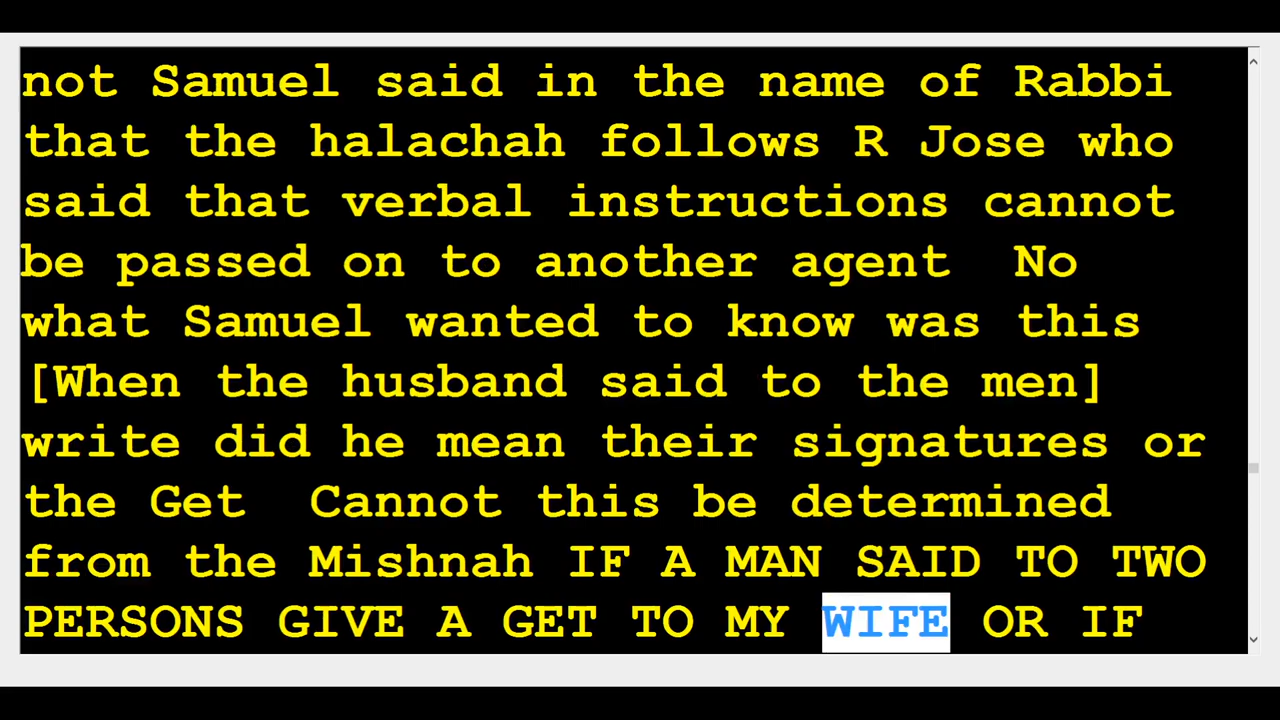 not Samuel said in the name of Rabbi
that the halachah follows R Jose who
said that verbal instructions cannot
be passed on to another agent  No
what Samuel wanted to know was this
[When the husband said to the men]
write did he mean their signatures or
the Get  Cannot this be determined
from the Mishnah IF A MAN SAID TO TWO
PERSONS GIVE A GET TO MY WIFE OR IF